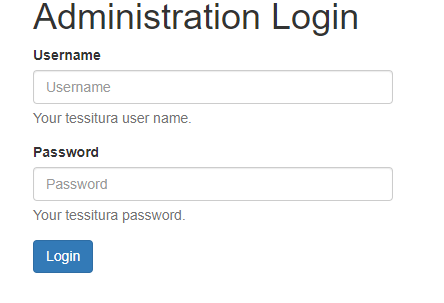 Administration Login
Username
Username
Your tessitura user name.
Password
Password
Your tessitura password.
Login